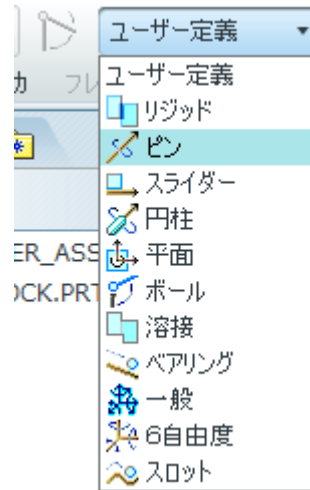 ユーザー定義
カ フレ
ユーザー定義
リジッド
ピン
スライダー
円柱
ER_ASS
平面
OCK.PRT
ボール
溶接
ベアリング
一般
6自由度
スロット